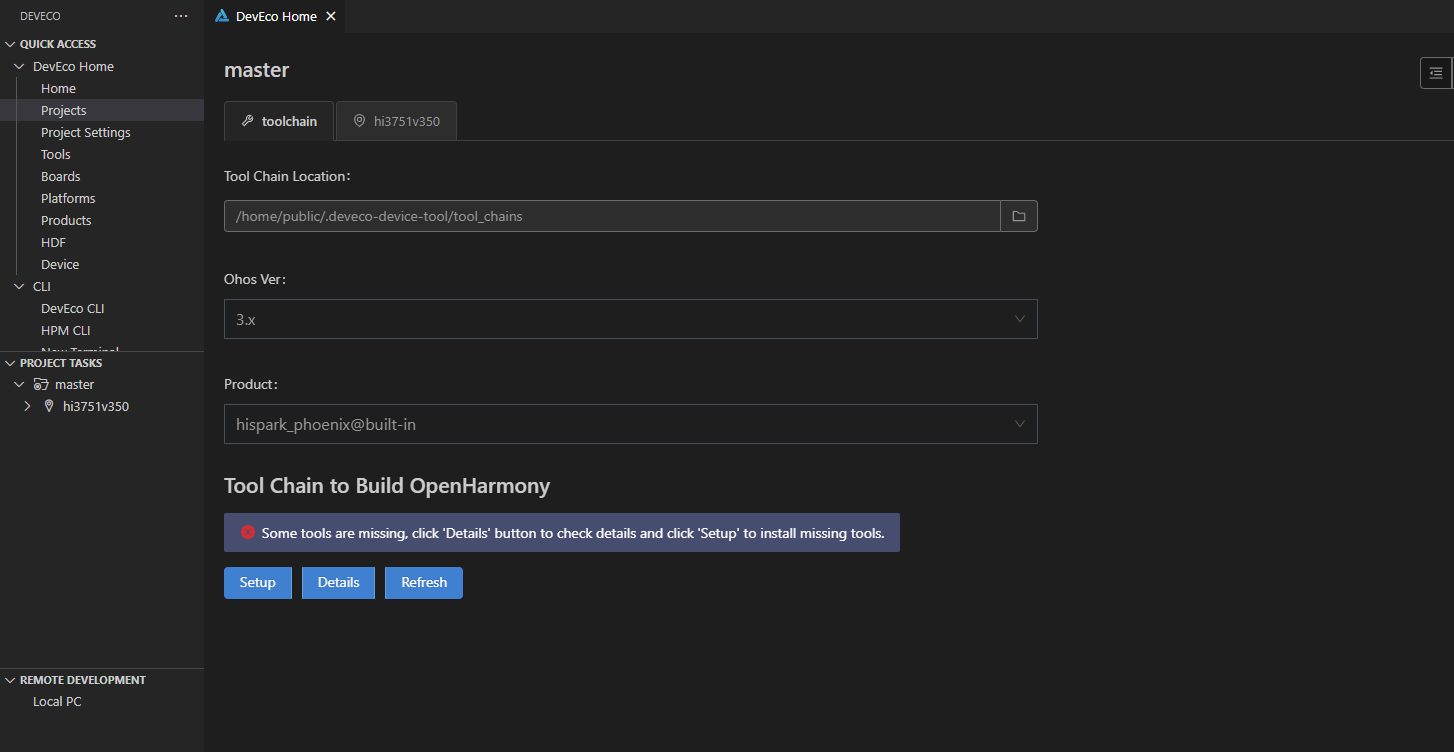 DEVECO
QUICK ACCESS
DevEco Home
Home
Projects
Project Settings
Tools
Boards
Platforms
Products
HDF
Device
CLI
DevEco CLI
HPM CLI
New Terminal
PROJECT TASKS
master
hi3751v350
REMOTE DEVELOPMENT
Local PC
DevEco Home
master
toolchain
hi3751v350
Tool Chain Location:
/home/public/.deveco-device-tool/tool_chains
Ohos Ver:
3.x
Product:
hispark_phoenix@built-in
Tool Chain to Build OpenHarmony
Some tools are missing, click 'Details' button to check details and click 'Setup' to install missing tools.
Setup
Details
Refresh